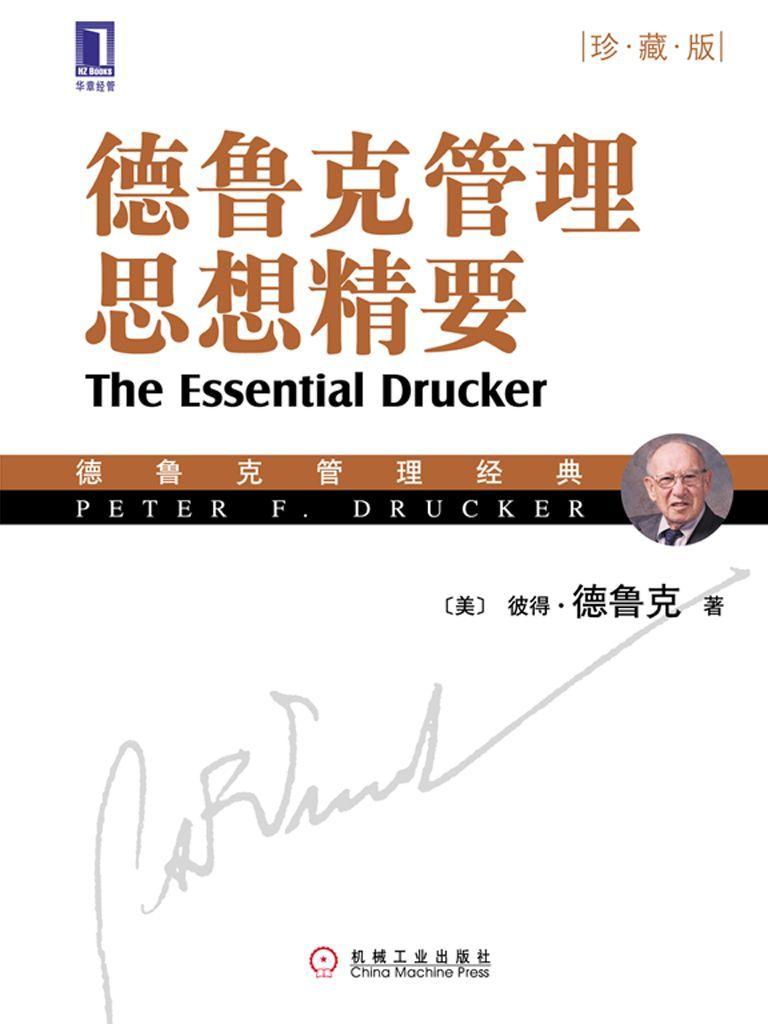 HZ BOOKS
华章经管
|珍·藏·版|
德鲁克管理
思想精要
The Essential Drucker
德鲁克管理经典
PETER F. DRUCKER
〔美〕 彼得·德鲁克 著
机械工业出版社
China Machine Press